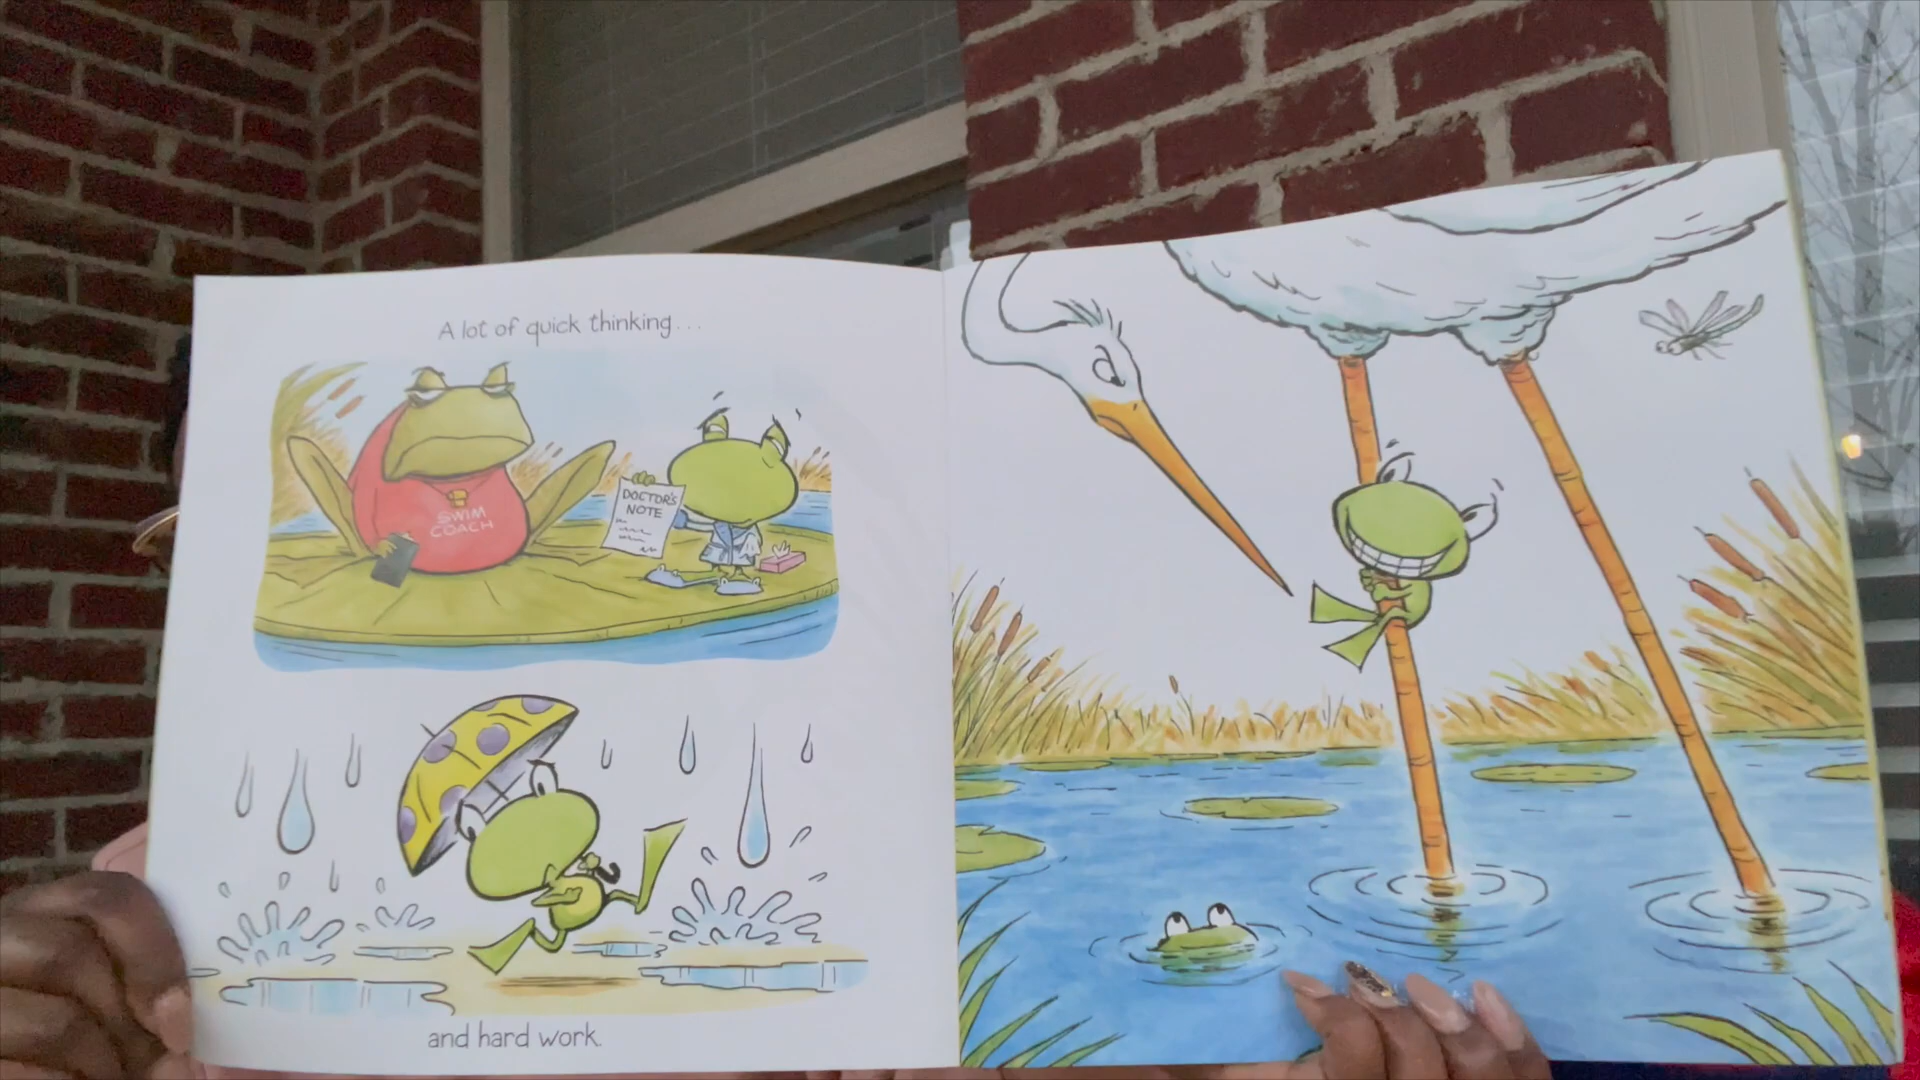 A lot of quick thinking...
SWIM
COACH
DOCTOR'S
NOTE
and hard work.